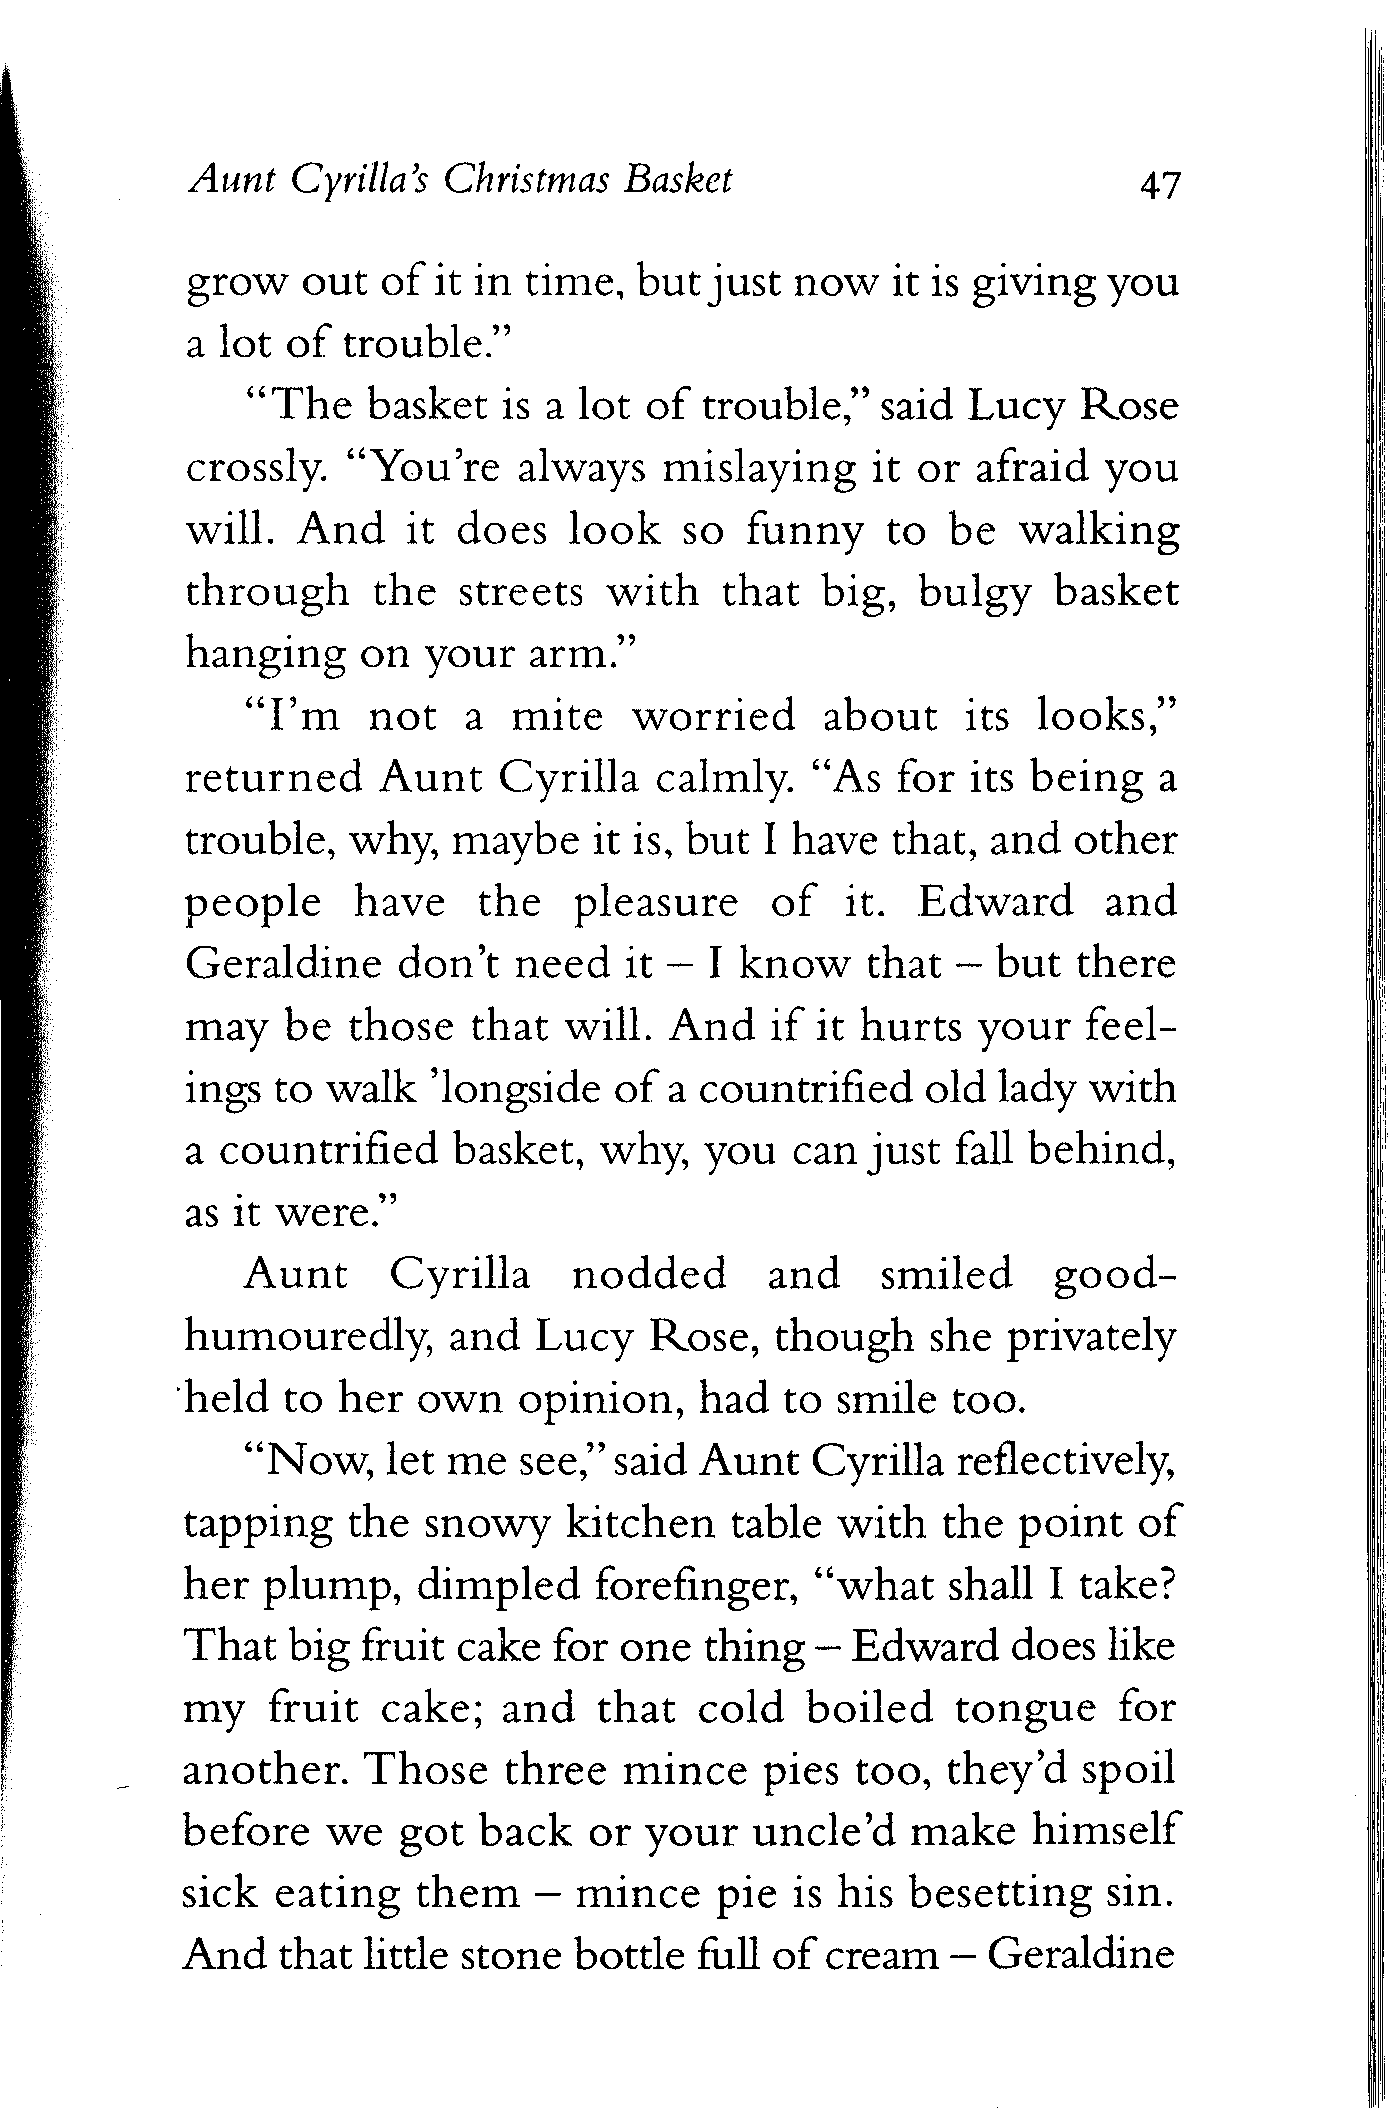 Aunt Cyrilla's Christmas Basket 47
grow out of it in time, but just now it is giving you
a lot of trouble.”
“The basket is a lot of trouble,” said Lucy Rose
crossly. “You’re always mislaying it or afraid you
will. And it does look so funny to be walking
through the streets with that big, bulgy basket
hanging on your arm.”
“I’m not a mite worried about its looks,”
returned Aunt Cyrilla calmly. “As for its being a
trouble, why, maybe it is, but I have that, and other
people have the pleasure of it. Edward and
Geraldine don’t need it – I know that – but there
may be those that will. And if it hurts your feel-
ings to walk ’longside of a countrified old lady with
a countrified basket, why, you can just fall behind,
as it were.”
Aunt Cyrilla nodded and smiled good-
humouredly, and Lucy Rose, though she privately
held to her own opinion, had to smile too.
“Now, let me see,” said Aunt Cyrilla reflectively,
tapping the snowy kitchen table with the point of
her plump, dimpled forefinger, “what shall I take?
That big fruit cake for one thing – Edward does like
my fruit cake; and that cold boiled tongue for
another. Those three mince pies too, they’d spoil
before we got back or your uncle’d make himself
sick eating them – mince pie is his besetting sin.
And that little stone bottle full of cream – Geraldine